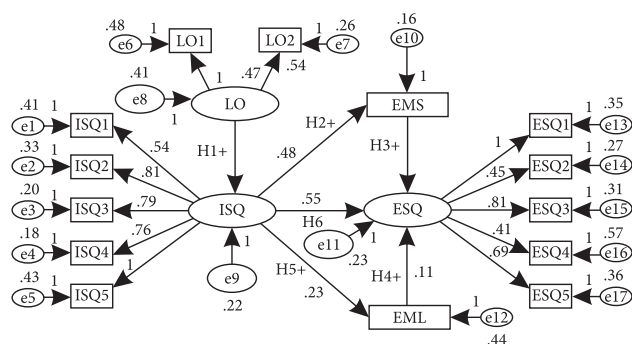 .48 1 LO1 LO2 1 .26 .16
e6 e7 e10
.41 1 .47 .54 1
e8 LO EMS
1
.41 1 ISQ1 H2+ ESQ1 1 .35
e1 e13
.33 1 .54 H1+ .48 H3+ 1 1 .27
e2 ISQ2 .81 .45 ESQ2 e14
.20 1 .79 .55 .81 1 .31
e3 ISQ3 ISQ ESQ ESQ3 e15
.18 1 .76 H6 .41 1 .57
e4 ISQ4 1 e11 1 .69 ESQ4 e16
.43 1 1 e9 H5+ .23 H4+ .11 1 .36
e5 ISQ5 .23 ESQ5 e17
.22 EML 1 e12
.44